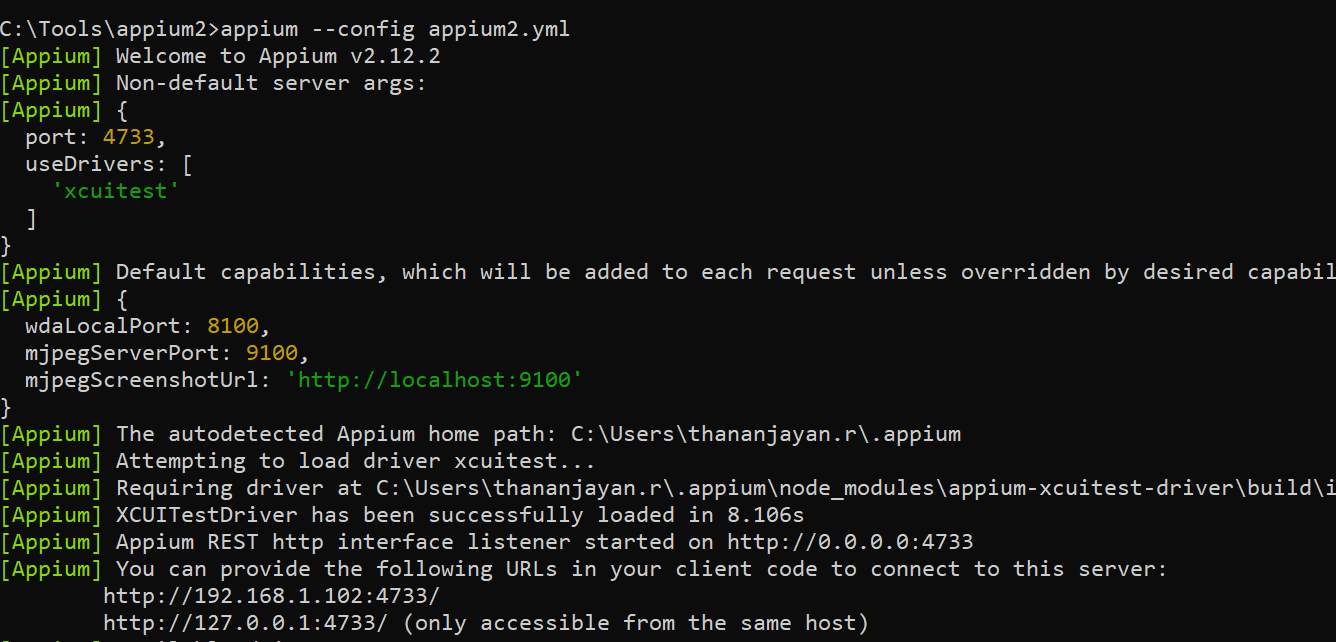 C:\Tools\appium2>appium --config appium2.yml
[Appium] Welcome to Appium v2.12.2
[Appium] Non-default server args:
[Appium] {
  port: 4733,
  useDrivers: [
    'xcuitest'
  ]
}
[Appium] Default capabilities, which will be added to each request unless overridden by desired capabil
[Appium] {
  wdaLocalPort: 8100,
  mjpegServerPort: 9100,
  mjpegScreenshotUrl: 'http://localhost:9100'
}
[Appium] The autodetected Appium home path: C:\Users\thananjayan.r\.appium
[Appium] Attempting to load driver xcuitest...
[Appium] Requiring driver at C:\Users\thananjayan.r\.appium\node_modules\appium-xcuitest-driver\build\i
[Appium] XCUITestDriver has been successfully loaded in 8.106s
[Appium] Appium REST http interface listener started on http://0.0.0.0:4733
[Appium] You can provide the following URLs in your client code to connect to this server:
        http://192.168.1.102:4733/
        http://127.0.0.1:4733/ (only accessible from the same host)